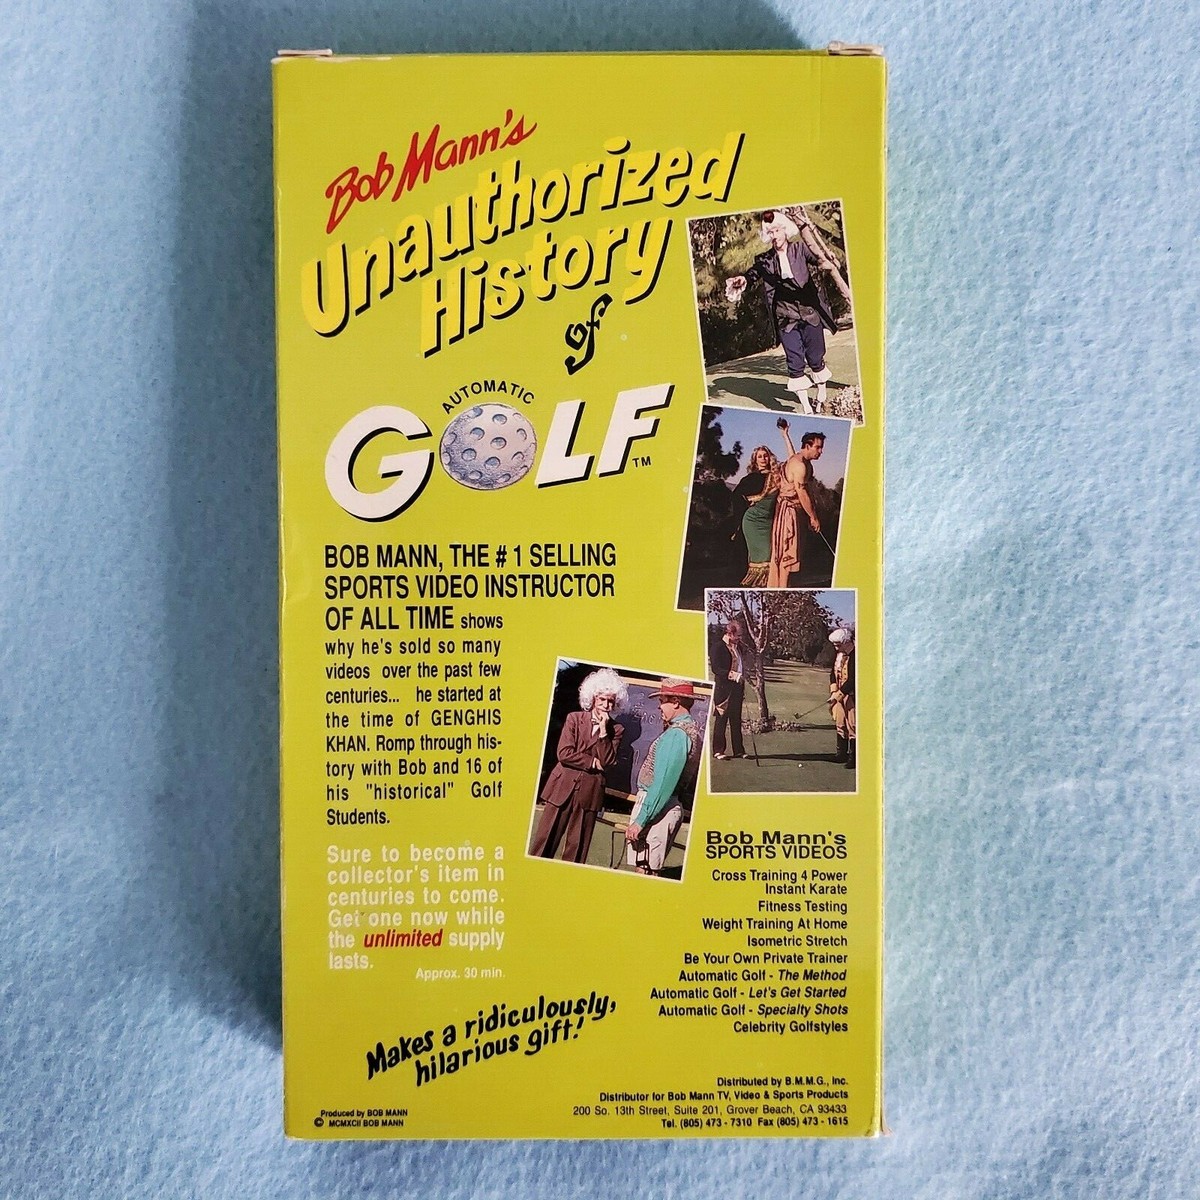 Bob Mann's
Unauthorized
History
of
AUTOMATIC
GOLF™
BOB MANN, THE #1 SELLING
SPORTS VIDEO INSTRUCTOR
OF ALL TIME shows
why he's sold so many
videos over the past few
centuries... he started at
the time of GENGHIS
KHAN. Romp through his-
tory with Bob and 16 of
his "historical" Golf
Students.
Sure to become a
collector's item in
centuries to come.
Get one now while
the unlimited supply
lasts.
Approx. 30 min.
Makes a ridiculously,
hilarious gift!
Produced by BOB MANN
© MCMXCII BOB MANN
Bob Mann's
SPORTS VIDEOS
Cross Training 4 Power
Instant Karate
Fitness Testing
Weight Training At Home
Isometric Stretch
Be Your Own Private Trainer
Automatic Golf - The Method
Automatic Golf - Let's Get Started
Automatic Golf - Specialty Shots
Celebrity Golfstyles
Distributed by B.M.M.G., Inc.
Distributor for Bob Mann TV, Video & Sports Products
200 So. 13th Street, Suite 201, Grover Beach, CA 93433
Tel. (805) 473 - 7310 Fax (805) 473 - 1615